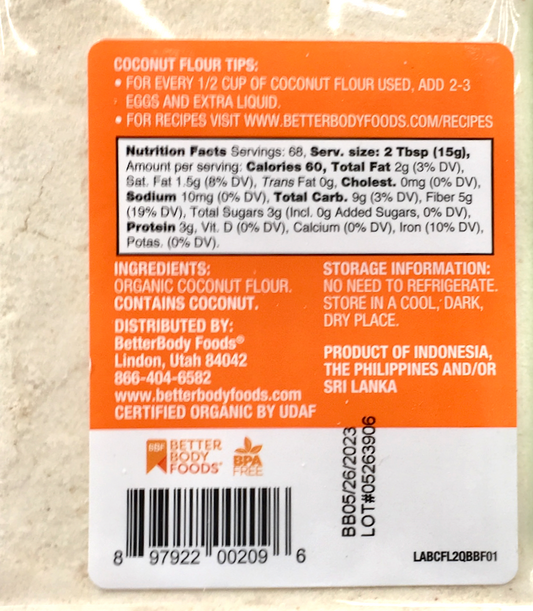 COCONUT FLOUR TIPS:
• FOR EVERY 1/2 CUP OF COCONUT FLOUR USED, ADD 2-3
EGGS AND EXTRA LIQUID.
• FOR RECIPES VISIT WWW.BETTERBODYFOODS.COM/RECIPES
Nutrition Facts Servings: 68, Serv. size: 2 Tbsp (15g),
Amount per serving: Calories 60, Total Fat 2g (3% DV),
Sat. Fat 1.5g (8% DV), Trans Fat 0g, Cholest. 0mg (0% DV),
Sodium 10mg (0% DV), Total Carb. 9g (3% DV), Fiber 5g
(19% DV), Total Sugars 3g (Incl. 0g Added Sugars, 0% DV),
Protein 3g, Vit. D (0% DV), Calcium (0% DV), Iron (10% DV),
Potas. (0% DV).
INGREDIENTS:
ORGANIC COCONUT FLOUR.
CONTAINS COCONUT.
DISTRIBUTED BY:
BetterBody Foods®
Lindon, Utah 84042
866-404-6582
www.betterbodyfoods.com
CERTIFIED ORGANIC BY UDAF
STORAGE INFORMATION:
NO NEED TO REFRIGERATE.
STORE IN A COOL, DARK,
DRY PLACE.
PRODUCT OF INDONESIA,
THE PHILIPPINES AND/OR
SRI LANKA
BBF
BETTER
BODY
FOODS®
BPA
FREE
BB05/26/2023
LOT#05263906
8 97922 00209 6
LABCFL2QBBF01